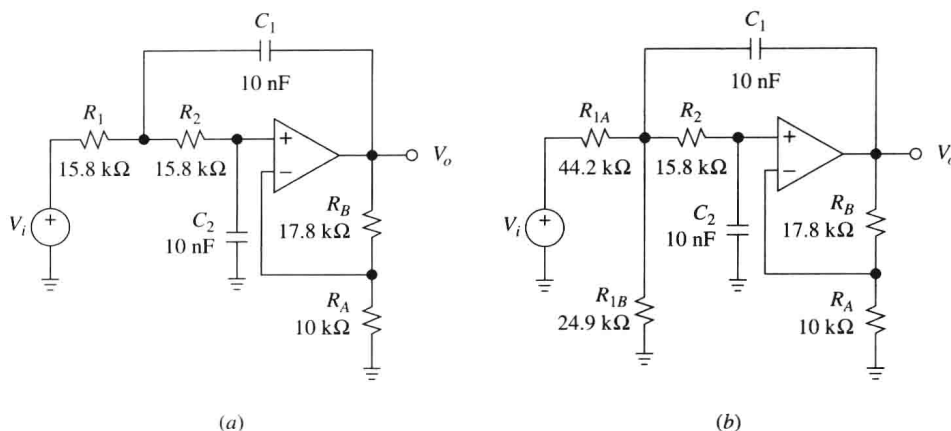 C1
10 nF
R1
R2
15.8 kΩ
15.8 kΩ
+
−
Vo
Vi
+
C2
10 nF
RB
17.8 kΩ
RA
10 kΩ
(a)
C1
10 nF
R1A
R2
44.2 kΩ
15.8 kΩ
+
−
Vo
Vi
+
C2
10 nF
RB
17.8 kΩ
R1B
24.9 kΩ
RA
10 kΩ
(b)